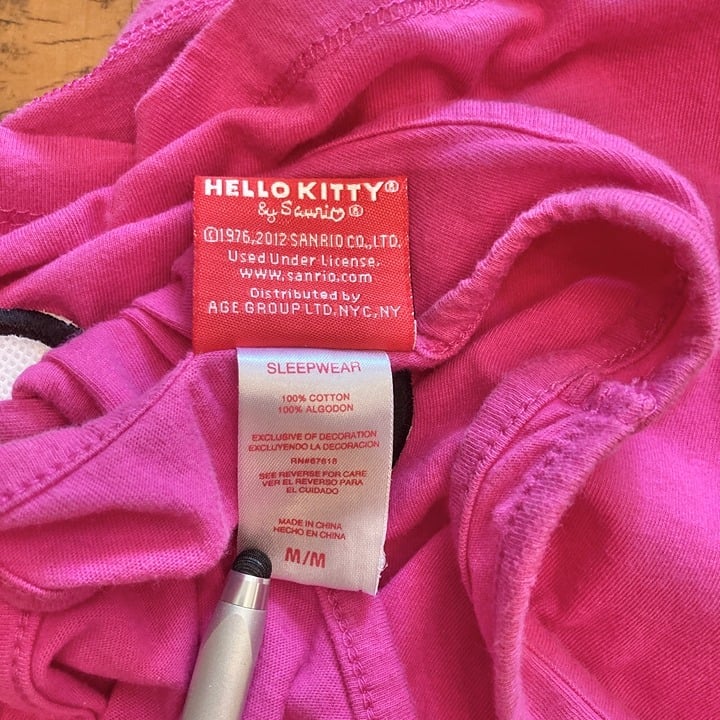 HELLO KITTY®
by Sanrio®
©1976,2012 SANRIO CO.,LTD.
Used Under License.
www.sanrio.com
Distributed by
AGE GROUP LTD.NYC,NY
SLEEPWEAR
100% COTTON
100% ALGODON
EXCLUSIVE OF DECORATION
EXCLUYENDO LA DECORACION
RN#67618
SEE REVERSE FOR CARE
VER EL REVERSO PARA
EL CUIDADO
MADE IN CHINA
HECHO EN CHINA
M/M